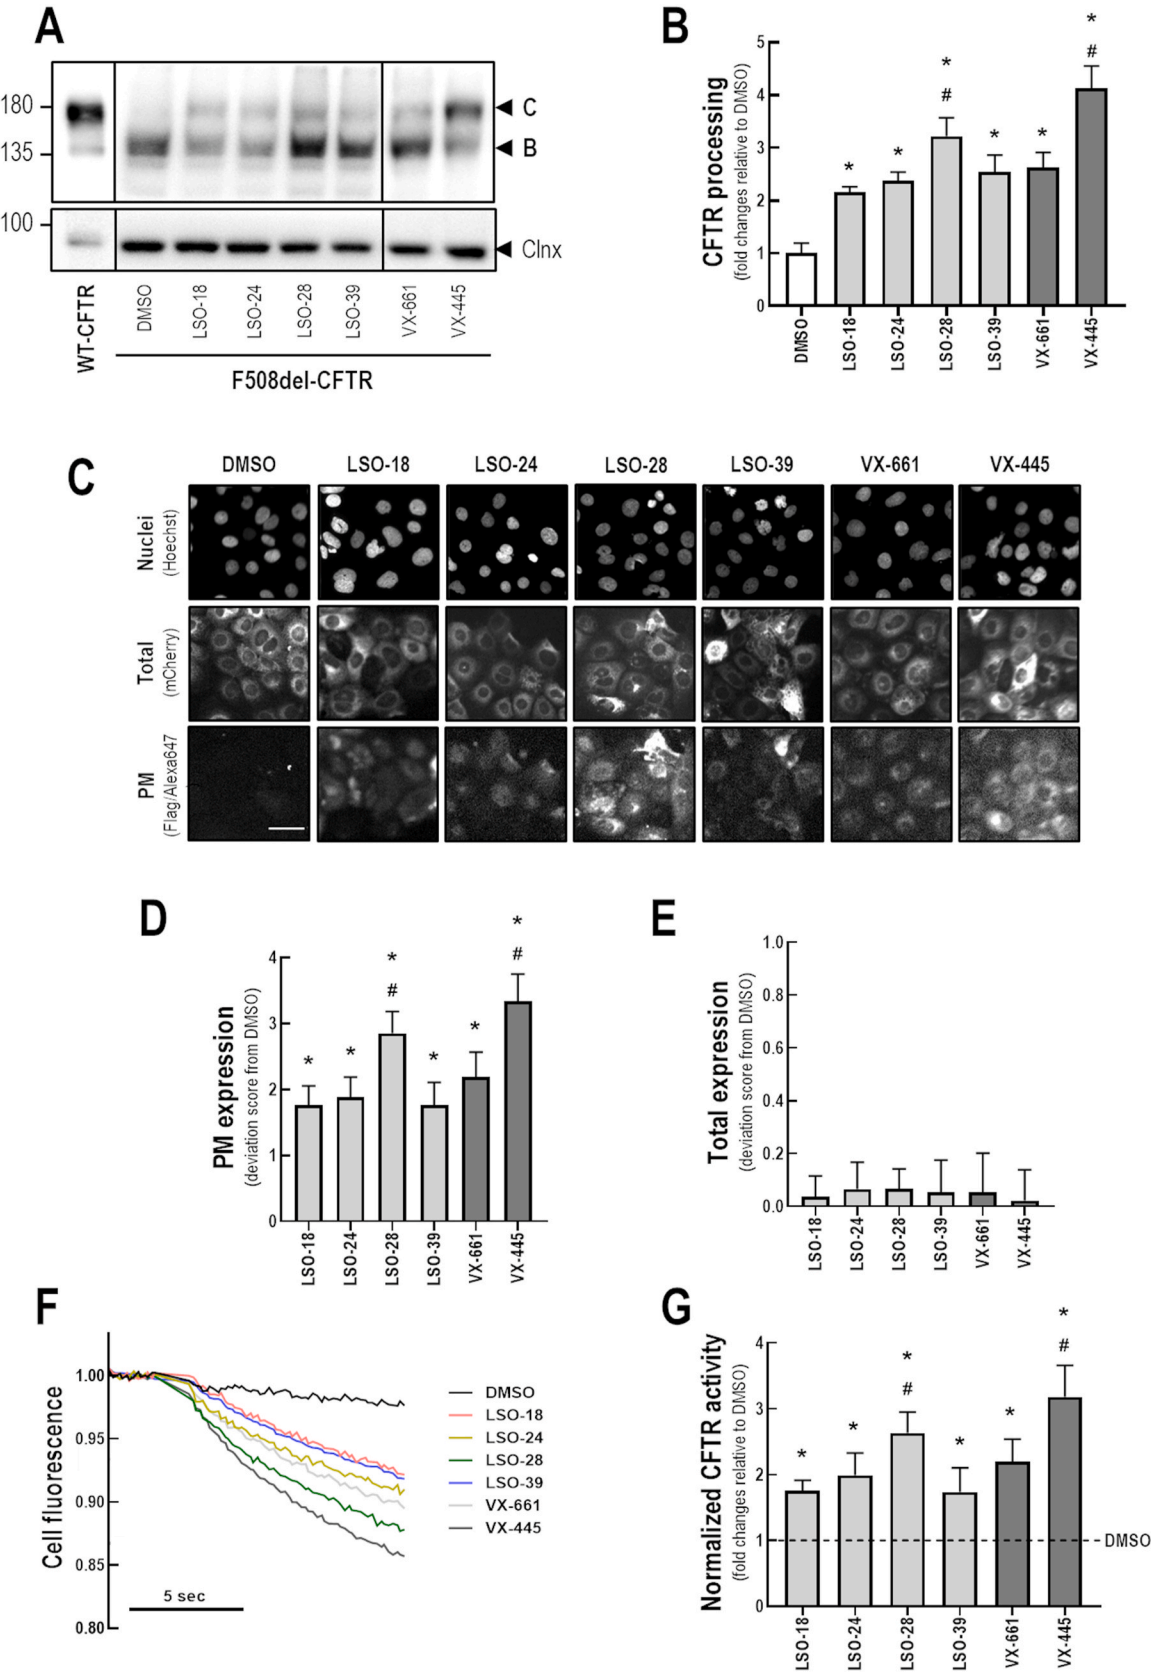 A
180
135
100
C
B
Clnx
WT-CFTR
DMSO
LSO-18
LSO-24
LSO-28
LSO-39
VX-661
VX-445
F508del-CFTR
B
CFTR processing
(fold changes relative to DMSO)
5
4
3
2
1
0
*
*
*
#
*
*
*
#
DMSO
LSO-18
LSO-24
LSO-28
LSO-39
VX-661
VX-445
C
DMSO LSO-18 LSO-24 LSO-28 LSO-39 VX-661 VX-445
Nuclei
(Hoechst)
Total
(mCherry)
PM
(Flag/Alexa647
D
PM expression
(deviation score from DMSO)
4
3
2
1
0
*
*
*
#
*
*
*
#
LSO-18
LSO-24
LSO-28
LSO-39
VX-661
VX-445
E
Total expression
(deviation score from DMSO)
1.0
0.8
0.6
0.4
0.2
0.0
LSO-18
LSO-24
LSO-28
LSO-39
VX-661
VX-445
F
Cell fluorescence
1.00
0.95
0.90
0.85
0.80
5 sec
DMSO
LSO-18
LSO-24
LSO-28
LSO-39
VX-661
VX-445
G
Normalized CFTR activity
(fold changes relative to DMSO)
4
3
2
1
0
*
*
*
#
*
*
*
#
DMSO
LSO-18
LSO-24
LSO-28
LSO-39
VX-661
VX-445